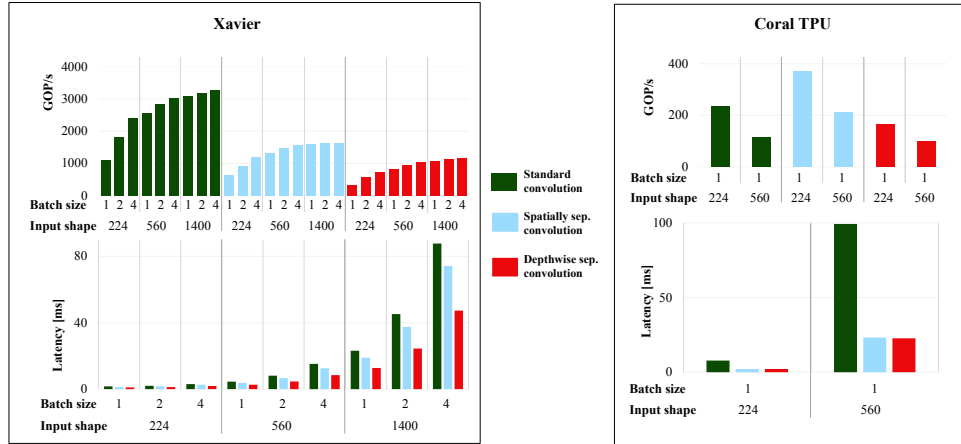 Xavier
GOP/s
4000
3000
2000
1000
0
Batch size 1 2 4 1 2 4 1 2 4 1 2 4 1 2 4 1 2 4 1 2 4 1 2 4 1 2 4
Input shape 224 560 1400 224 560 1400 224 560 1400
Latency [ms]
80
40
0
Batch size 1 2 4 1 2 4 1 2 4
Input shape 224 560 1400
Standard
convolution
Spatially sep.
convolution
Depthwise sep.
convolution
Coral TPU
GOP/s
400
200
0
Batch size 1 1 1 1 1 1
Input shape 224 560 224 560 224 560
Latency [ms]
100
50
0
Batch size 1 1
Input shape 224 560